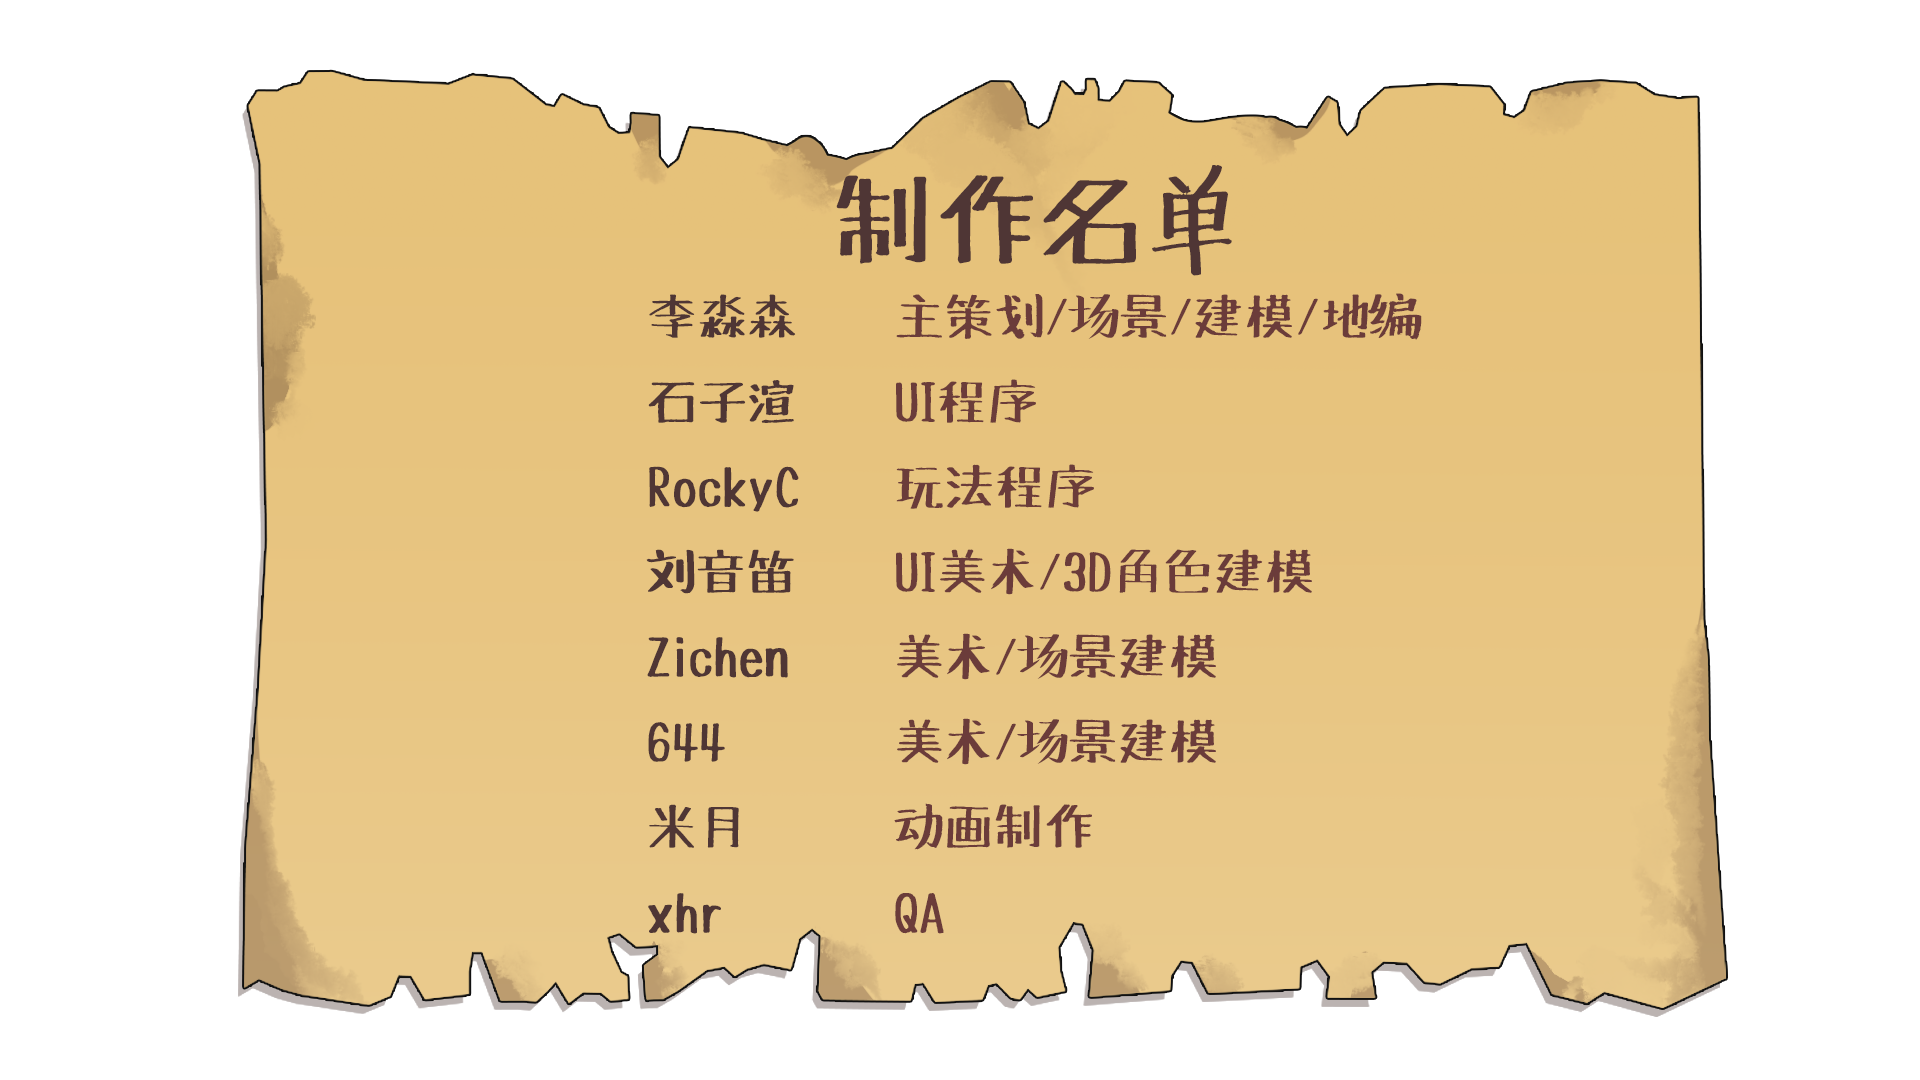 制作名单
李淼森 主策划/场景/建模/地编
石子渲 UI程序
RockyC 玩法程序
刘音笛 UI美术/3D角色建模
Zichen 美术/场景建模
644 美术/场景建模
米月 动画制作
xhr QA